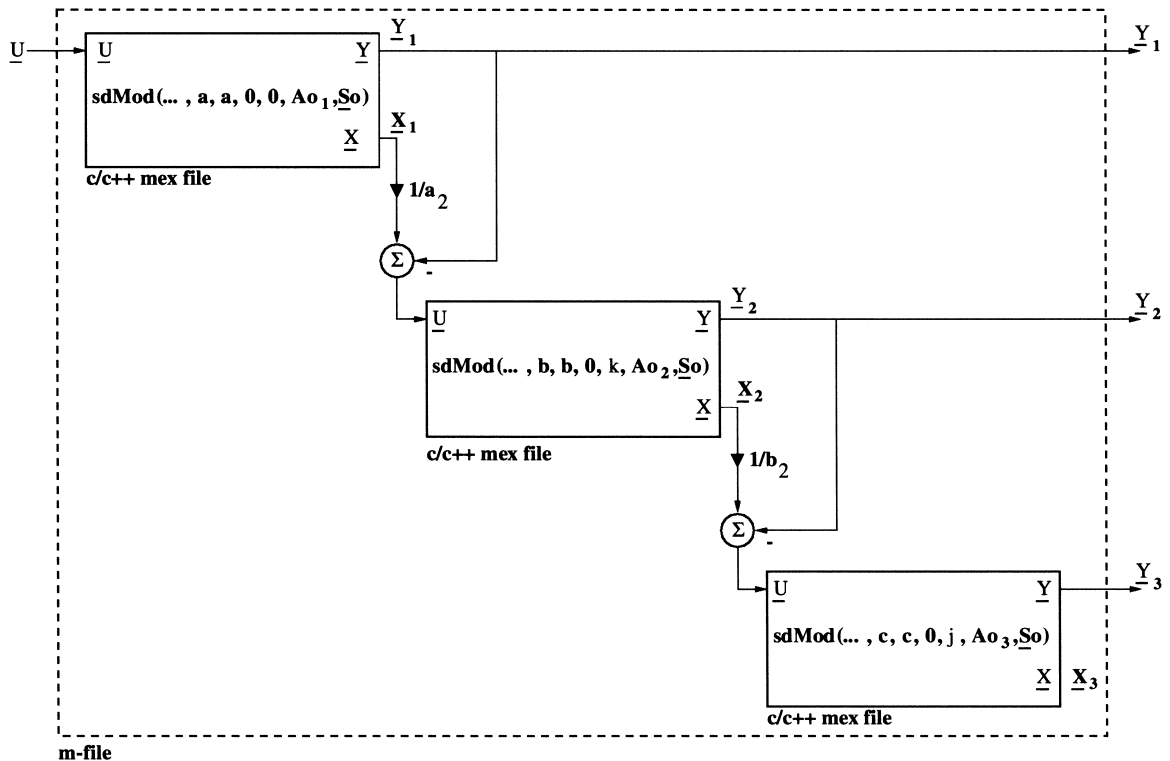 U
U
Y
Y1
Y1
sdMod(... , a, a, 0, 0, Ao1,So)
X
X1
c/c++ mex file
1/a2
Σ
-
U
Y
Y2
Y2
sdMod(... , b, b, 0, k, Ao2,So)
X
X2
c/c++ mex file
1/b2
Σ
-
U
Y
Y3
sdMod(... , c, c, 0, j , Ao3,So)
X
X3
c/c++ mex file
m-file